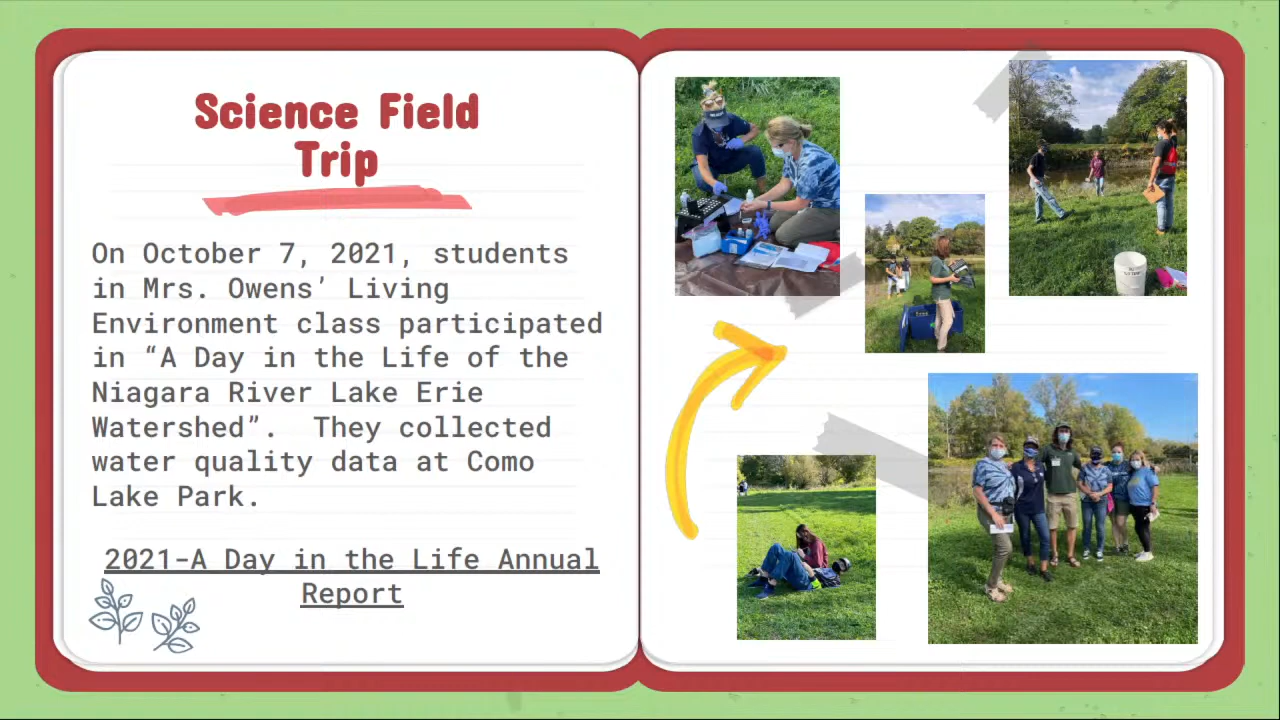 Science Field
Trip
On October 7, 2021, students
in Mrs. Owens’ Living
Environment class participated
in “A Day in the Life of the
Niagara River Lake Erie
Watershed”.  They collected
water quality data at Como
Lake Park.
2021-A Day in the Life Annual
Report